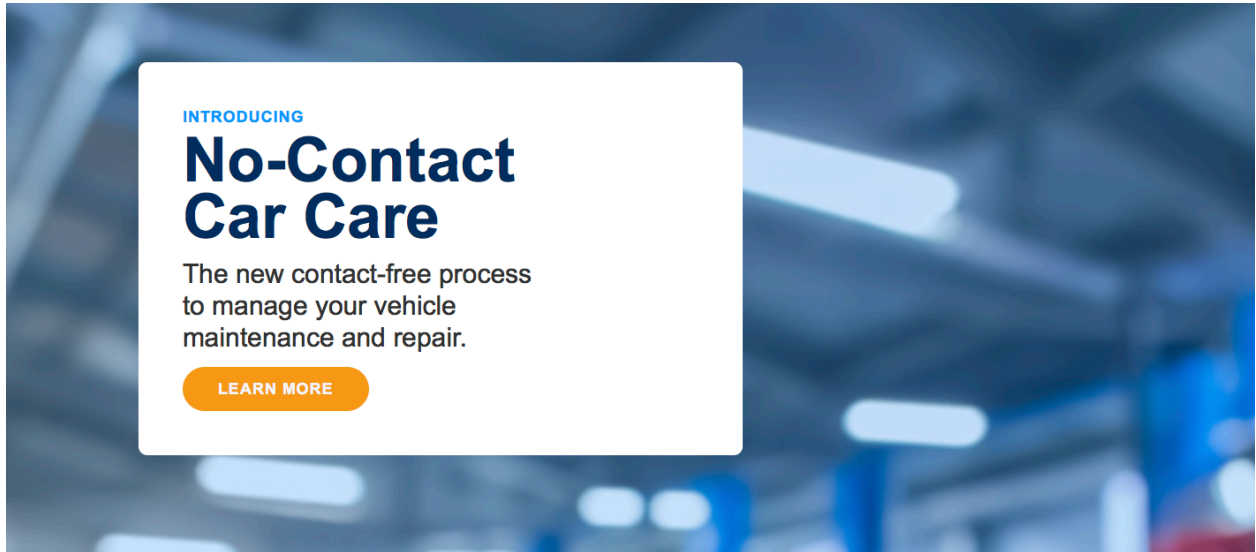 INTRODUCING
No-Contact
Car Care
The new contact-free process
to manage your vehicle
maintenance and repair.
LEARN MORE